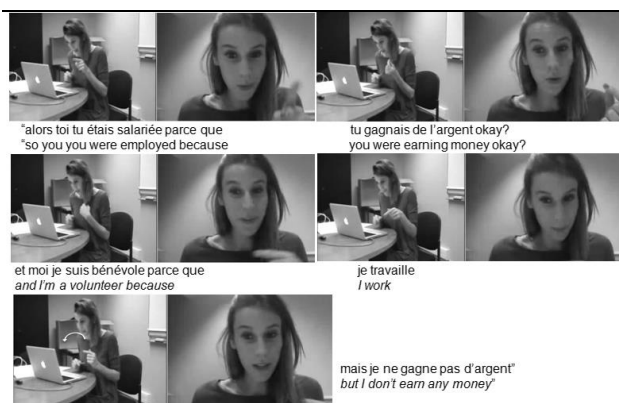 "alors toi tu étais salariée parce que
"so you you were employed because
tu gagnais de l'argent okay?
you were earning money okay?
et moi je suis bénévole parce que
and I'm a volunteer because
je travaille
I work
mais je ne gagne pas d'argent"
but I don't earn any money"